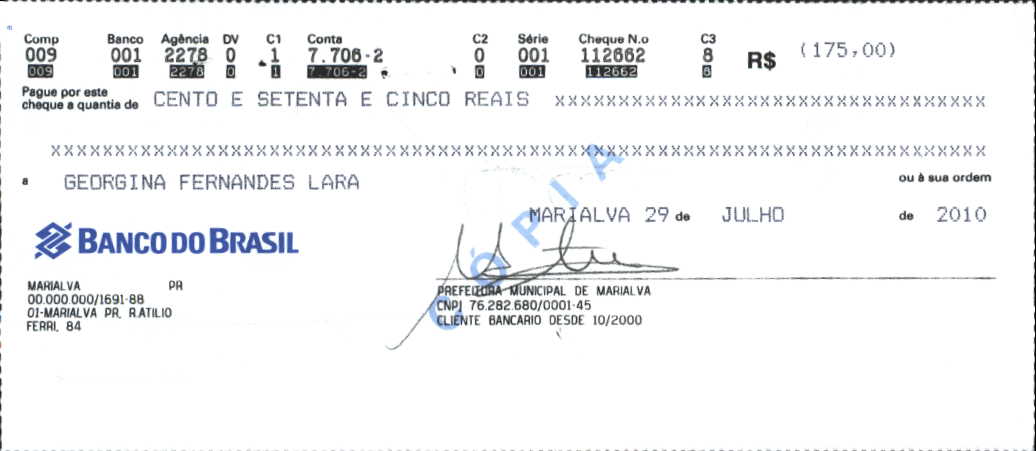 Comp Banco Agência DV C1 Conta C2 Série Cheque N.o C3
009 001 2278 0 1 7.706-2 0 001 112662 8 R$ (175,00)
009 001 2278 0 1 7.706-2 0 001 112662 8
Pague por este
cheque a quantia de CENTO E SETENTA E CINCO REAIS XXXXXXXXXXXXXXXXXXXXXXXXXXXXXXXXXX
XXXXXXXXXXXXXXXXXXXXXXXXXXXXXXXXXXXXXXXXXXXXXXXXXXXXXXXXXXXXXXXXXXXXXXXXX
a GEORGINA FERNANDES LARA ou à sua ordem
MARIALVA 29 de JULHO de 2010
BANCO DO BRASIL
CÓPIA
MARIALVA PR
00.000.000/1691-88
01-MARIALVA PR, R.ATILIO
FERRI, 84
PREFEITURA MUNICIPAL DE MARIALVA
CNPJ 76.282.680/0001-45
CLIENTE BANCARIO DESDE 10/2000